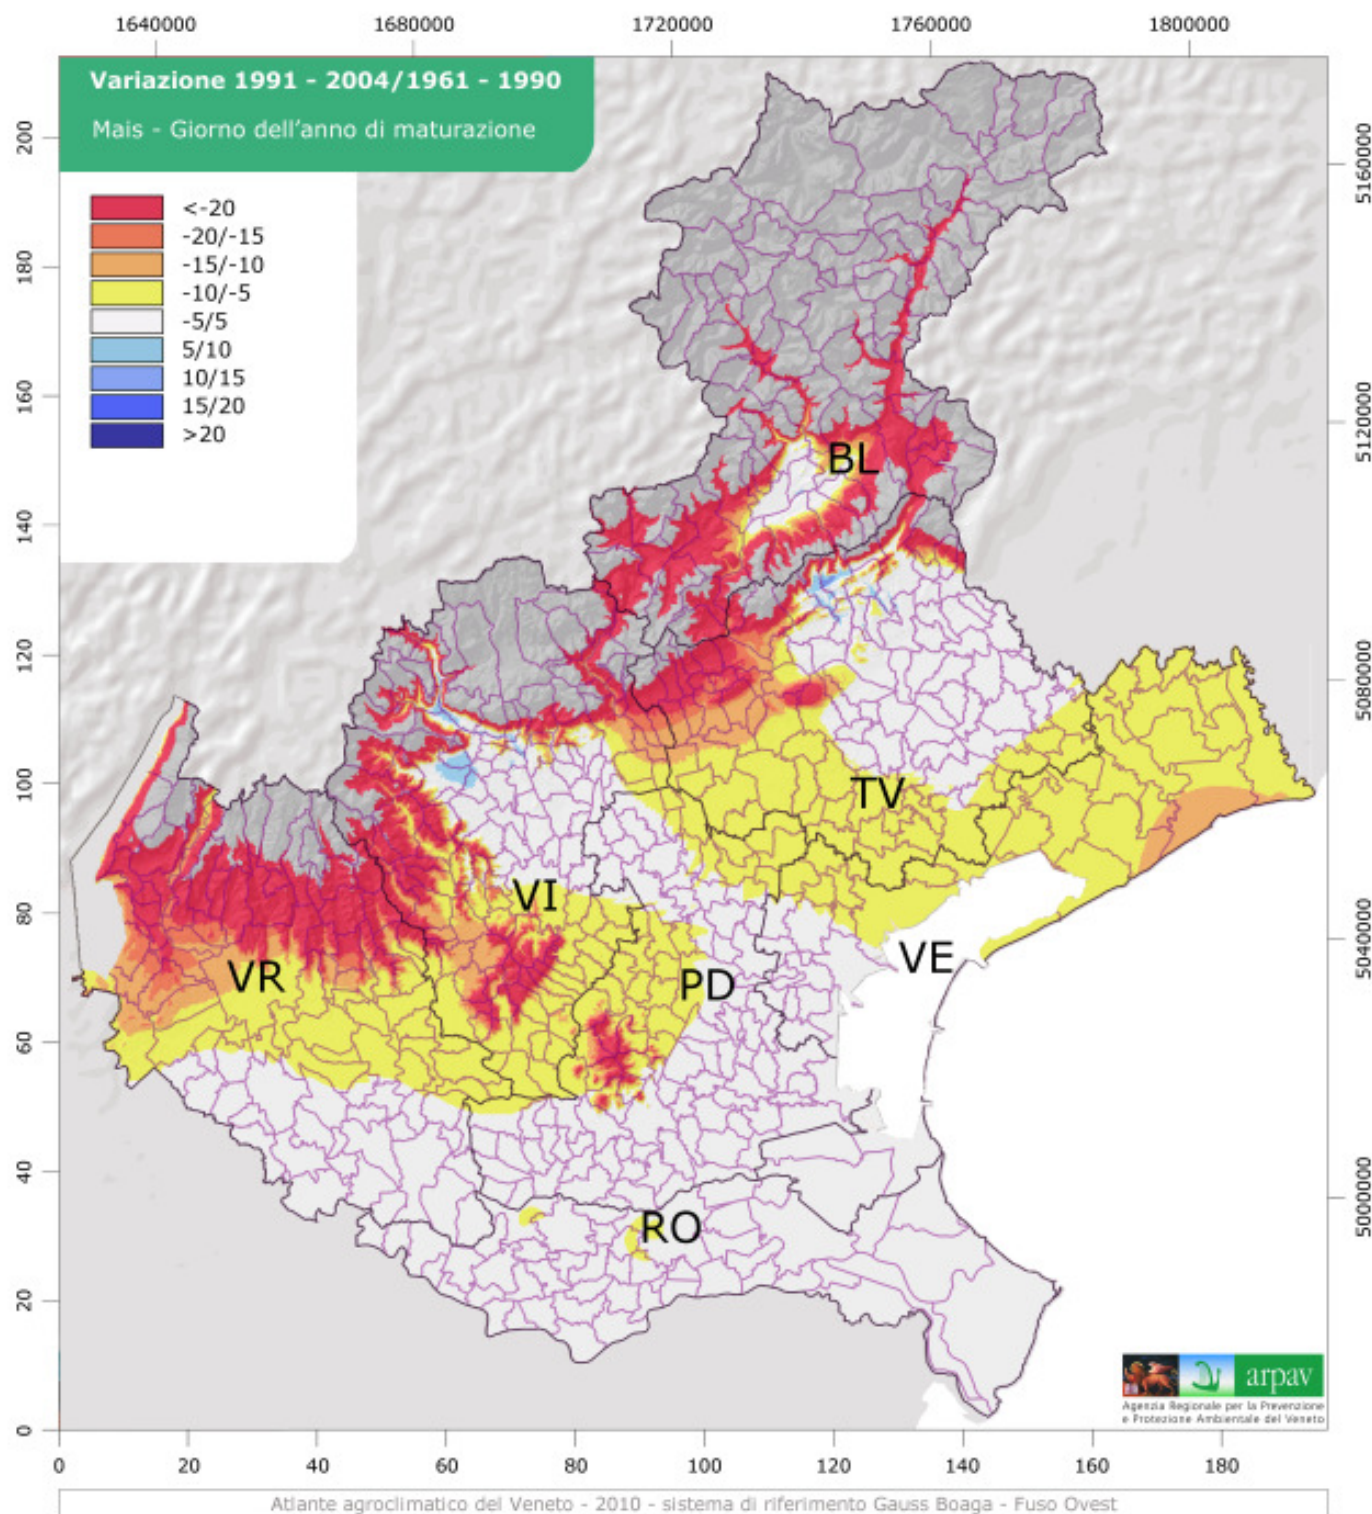 1640000 1680000 1720000 1760000 1800000
Variazione 1991 - 2004/1961 - 1990
Mais - Giorno dell'anno di maturazione
<-20
-20/-15
-15/-10
-10/-5
-5/5
5/10
10/15
15/20
>20
200
180
160
140
120
100
80
60
40
20
0
5160000
5120000
5080000
5040000
5000000
BL
TV
VI
VE
VR
PD
RO
arpav
Agenzia Regionale per la Prevenzione
e Protezione Ambientale del Veneto
0 20 40 60 80 100 120 140 160 180
Atlante agroclimatico del Veneto - 2010 - sistema di riferimento Gauss Boaga - Fuso Ovest